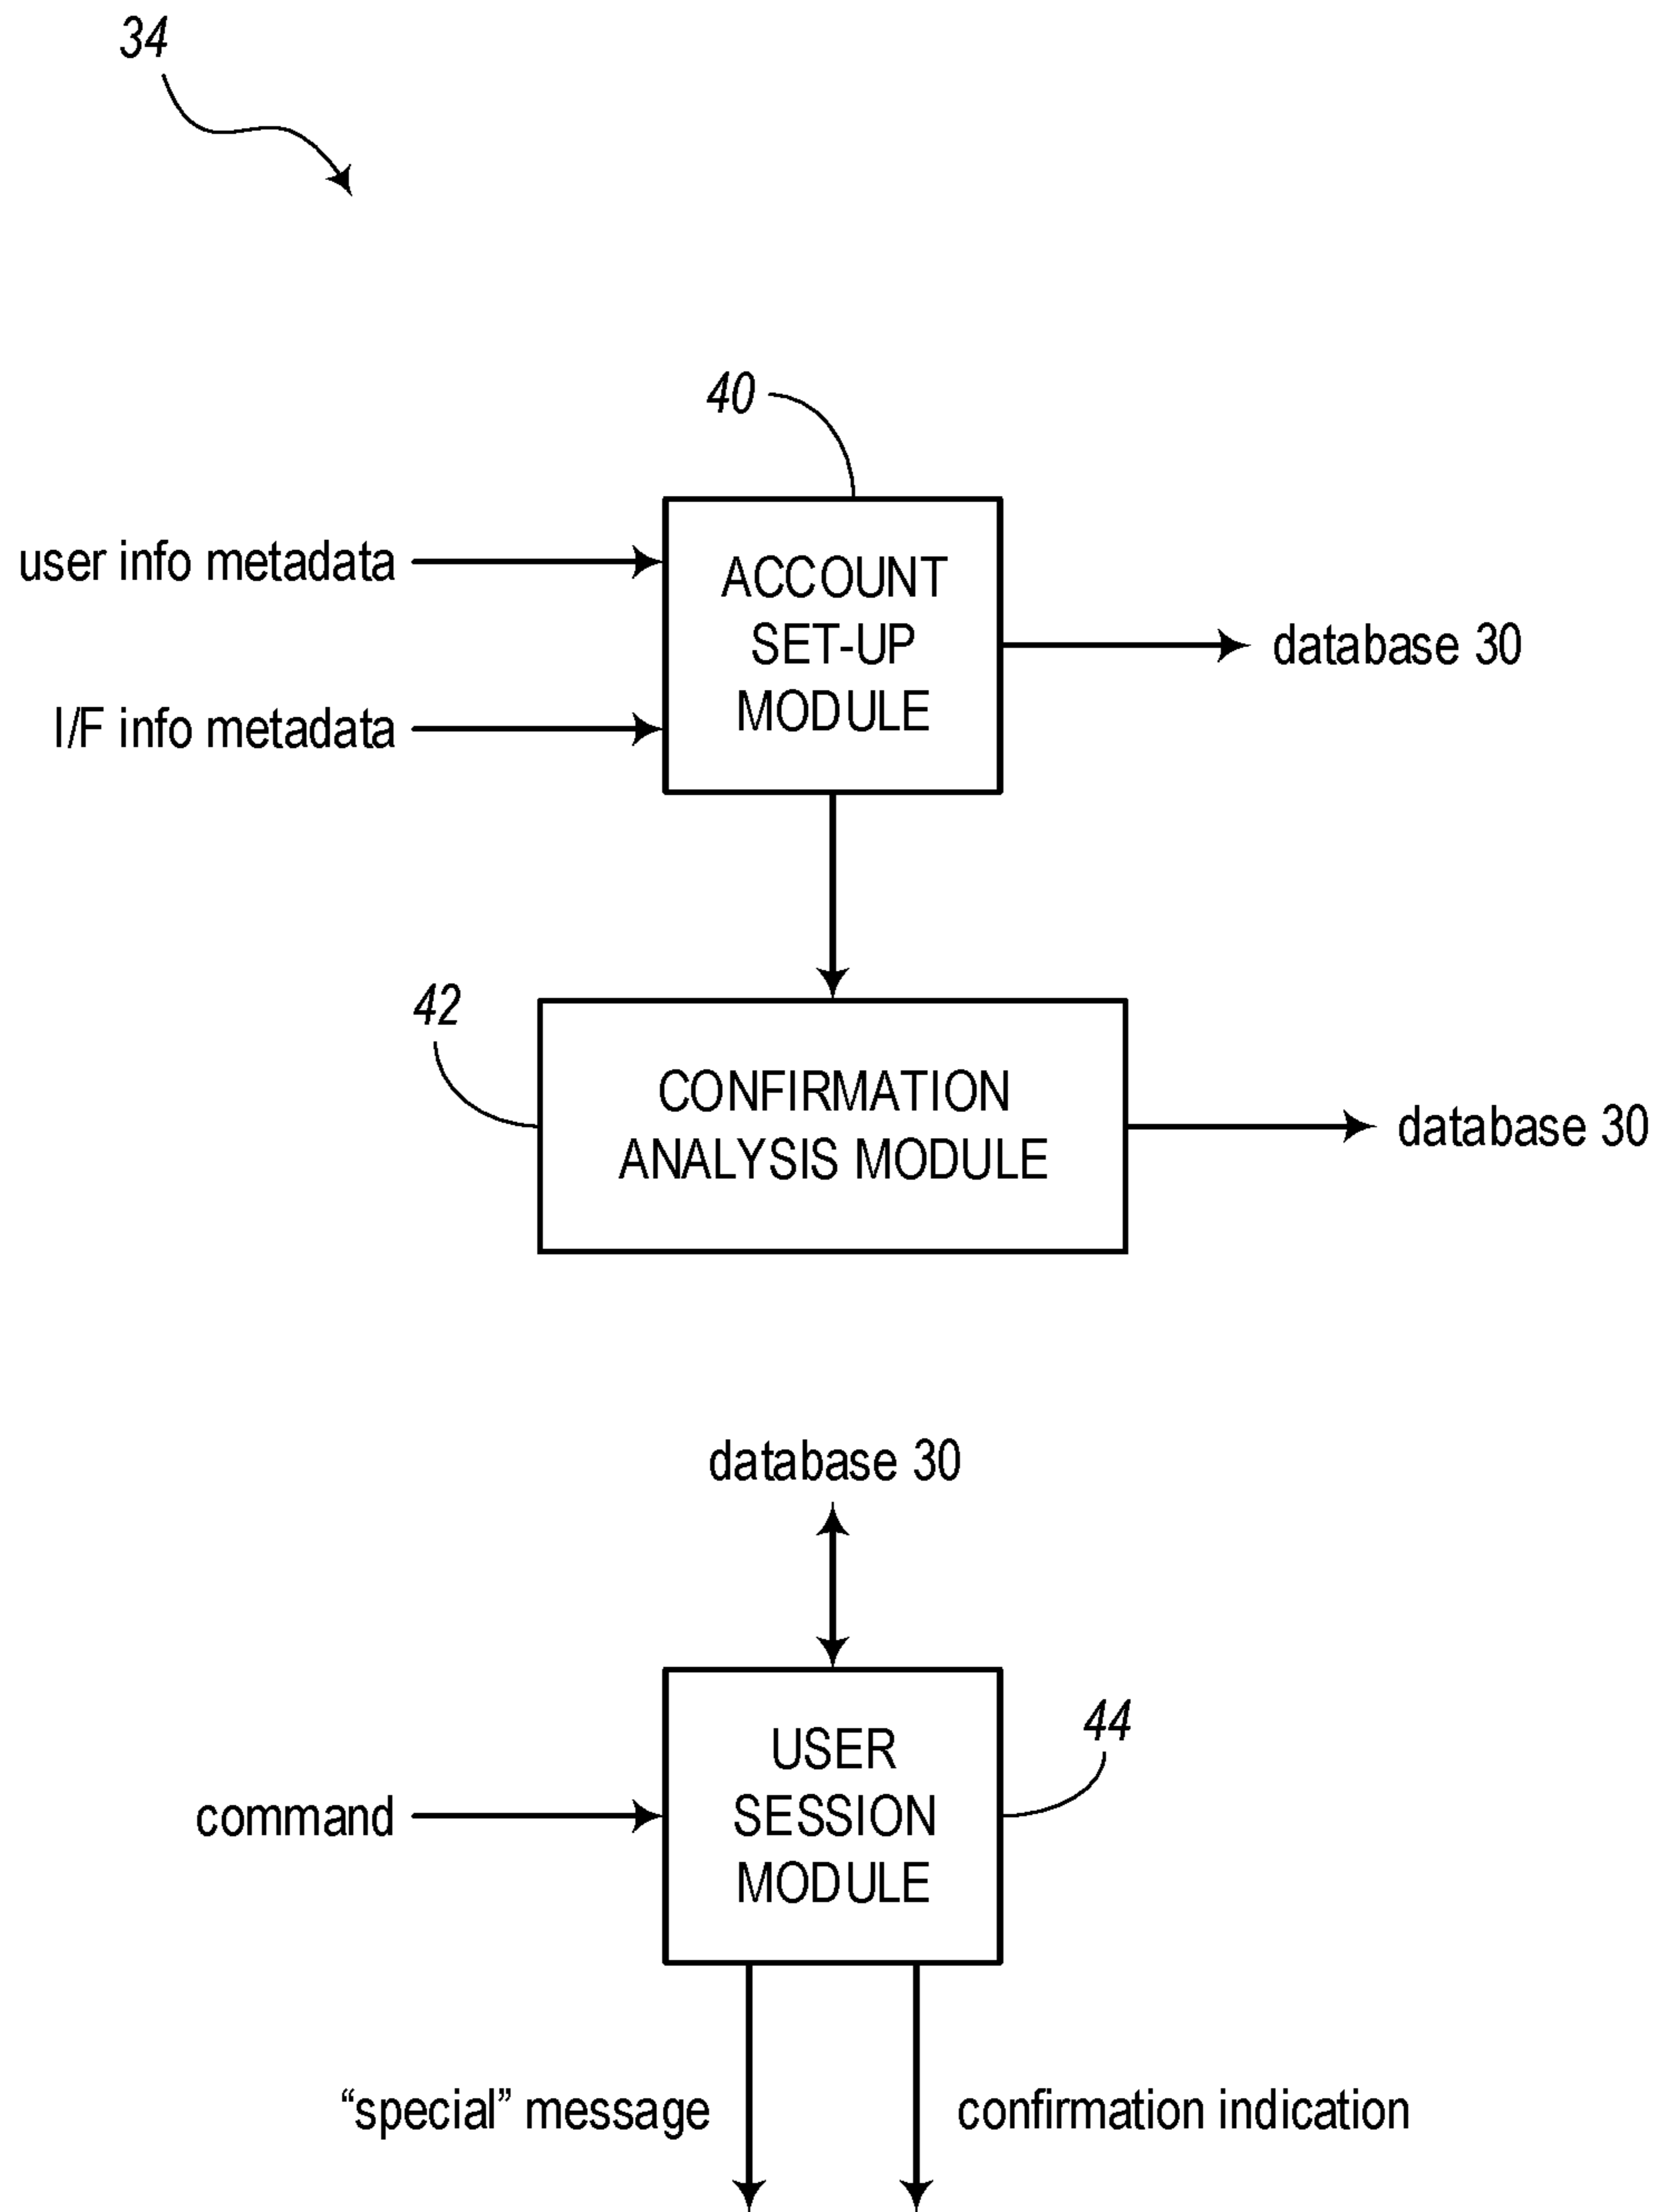 34
40
user info metadata
I/F info metadata
ACCOUNT
SET-UP
MODULE
database 30
42
CONFIRMATION
ANALYSIS MODULE
database 30
database 30
command
USER
SESSION
MODULE
44
“special” message
confirmation indication